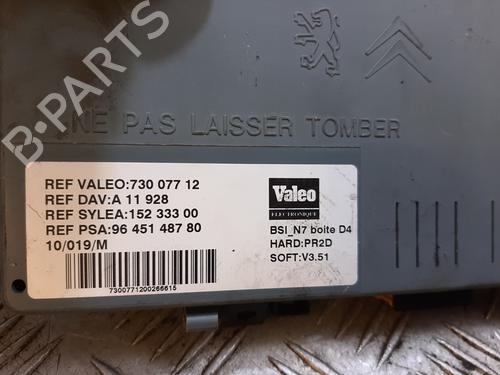 B-PARTS
NE PAS LAISSER TOMBER
REF VALEO:730 077 12
REF DAV:A 11 928
REF SYLEA:152 333 00
REF PSA:96 451 487 80
10/019/M
7300771200266615
Valeo
ELECTRONIQUE
BSI_N7 boite D4
HARD:PR2D
SOFT:V3.51